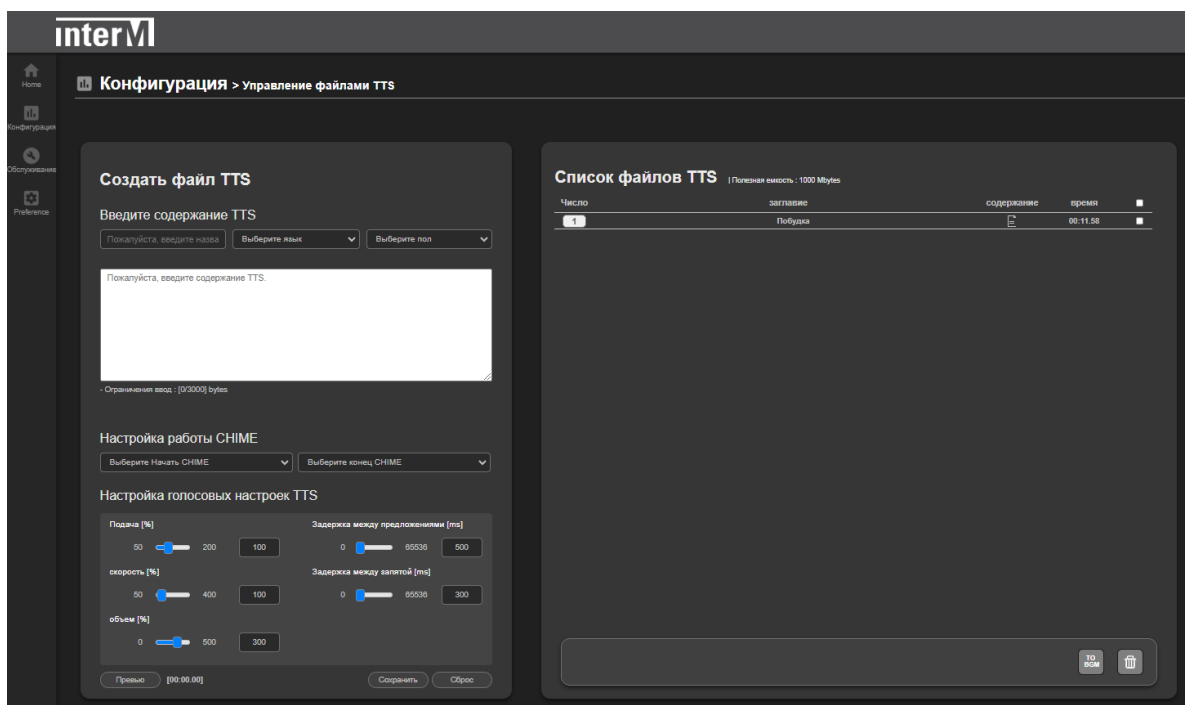 interM
Home
Конфигурация
Обслуживание
Preference
Конфигурация > Управление файлами TTS
Создать файл TTS
Введите содержание TTS
Пожалуйста, введите назва
Выберите язык
Выберите пол
Пожалуйста, введите содержание TTS.
- Ограничения ввод : [0/3000] bytes
Настройка работы CHIME
Выберите Начать CHIME
Выберите конец CHIME
Настройка голосовых настроек TTS
Подача [%]
50 200 100
скорость [%]
50 400 100
объем [%]
0 500 300
Задержка между предложениями [ms]
0 65536 500
Задержка между запятой [ms]
0 65536 300
Превью [00:00.00] Сохранить Сброс
Список файлов TTS | Полезная емкость : 1000 Mbytes
Число заглавие содержание время
1 Побудка 00:11.58
TO
BGM